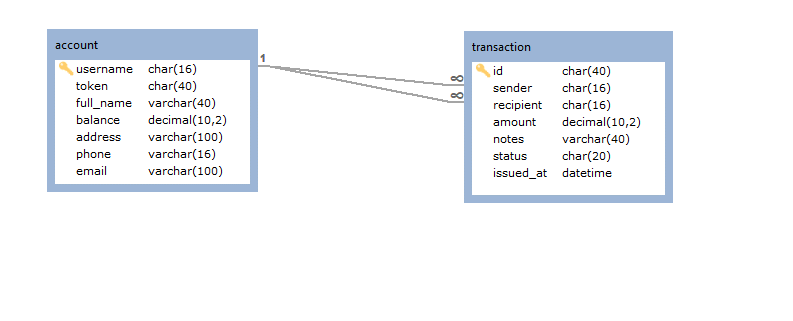 account
username char(16)
token char(40)
full_name varchar(40)
balance decimal(10,2)
address varchar(100)
phone varchar(16)
email varchar(100)
1
∞
∞
transaction
id char(40)
sender char(16)
recipient char(16)
amount decimal(10,2)
notes varchar(40)
status char(20)
issued_at datetime